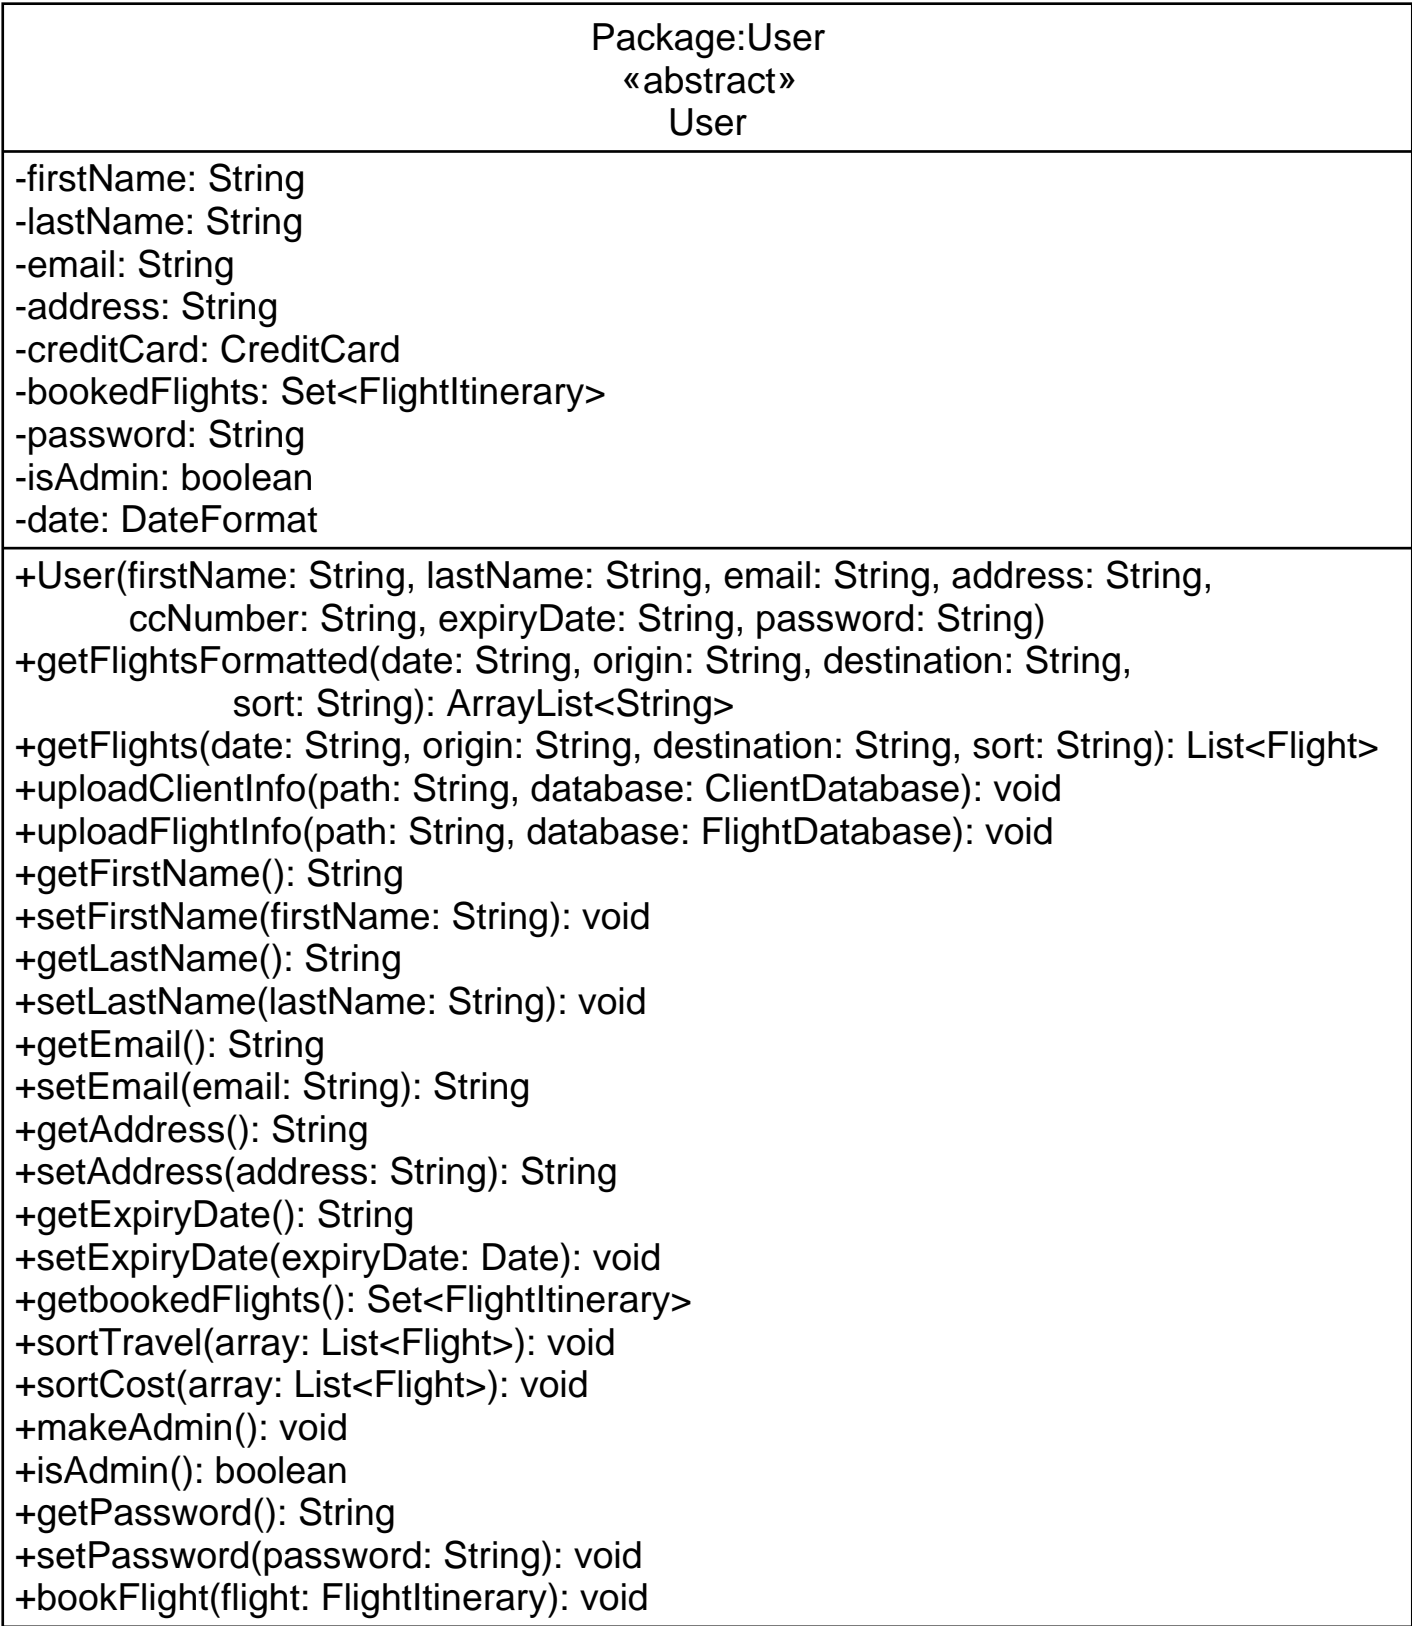 Package:User
«abstract»
User
-firstName: String
-lastName: String
-email: String
-address: String
-creditCard: CreditCard
-bookedFlights: Set<FlightItinerary>
-password: String
-isAdmin: boolean
-date: DateFormat
+User(firstName: String, lastName: String, email: String, address: String,
ccNumber: String, expiryDate: String, password: String)
+getFlightsFormatted(date: String, origin: String, destination: String,
sort: String): ArrayList<String>
+getFlights(date: String, origin: String, destination: String, sort: String): List<Flight>
+uploadClientInfo(path: String, database: ClientDatabase): void
+uploadFlightInfo(path: String, database: FlightDatabase): void
+getFirstName(): String
+setFirstName(firstName: String): void
+getLastName(): String
+setLastName(lastName: String): void
+getEmail(): String
+setEmail(email: String): String
+getAddress(): String
+setAddress(address: String): String
+getExpiryDate(): String
+setExpiryDate(expiryDate: Date): void
+getbookedFlights(): Set<FlightItinerary>
+sortTravel(array: List<Flight>): void
+sortCost(array: List<Flight>): void
+makeAdmin(): void
+isAdmin(): boolean
+getPassword(): String
+setPassword(password: String): void
+bookFlight(flight: FlightItinerary): void